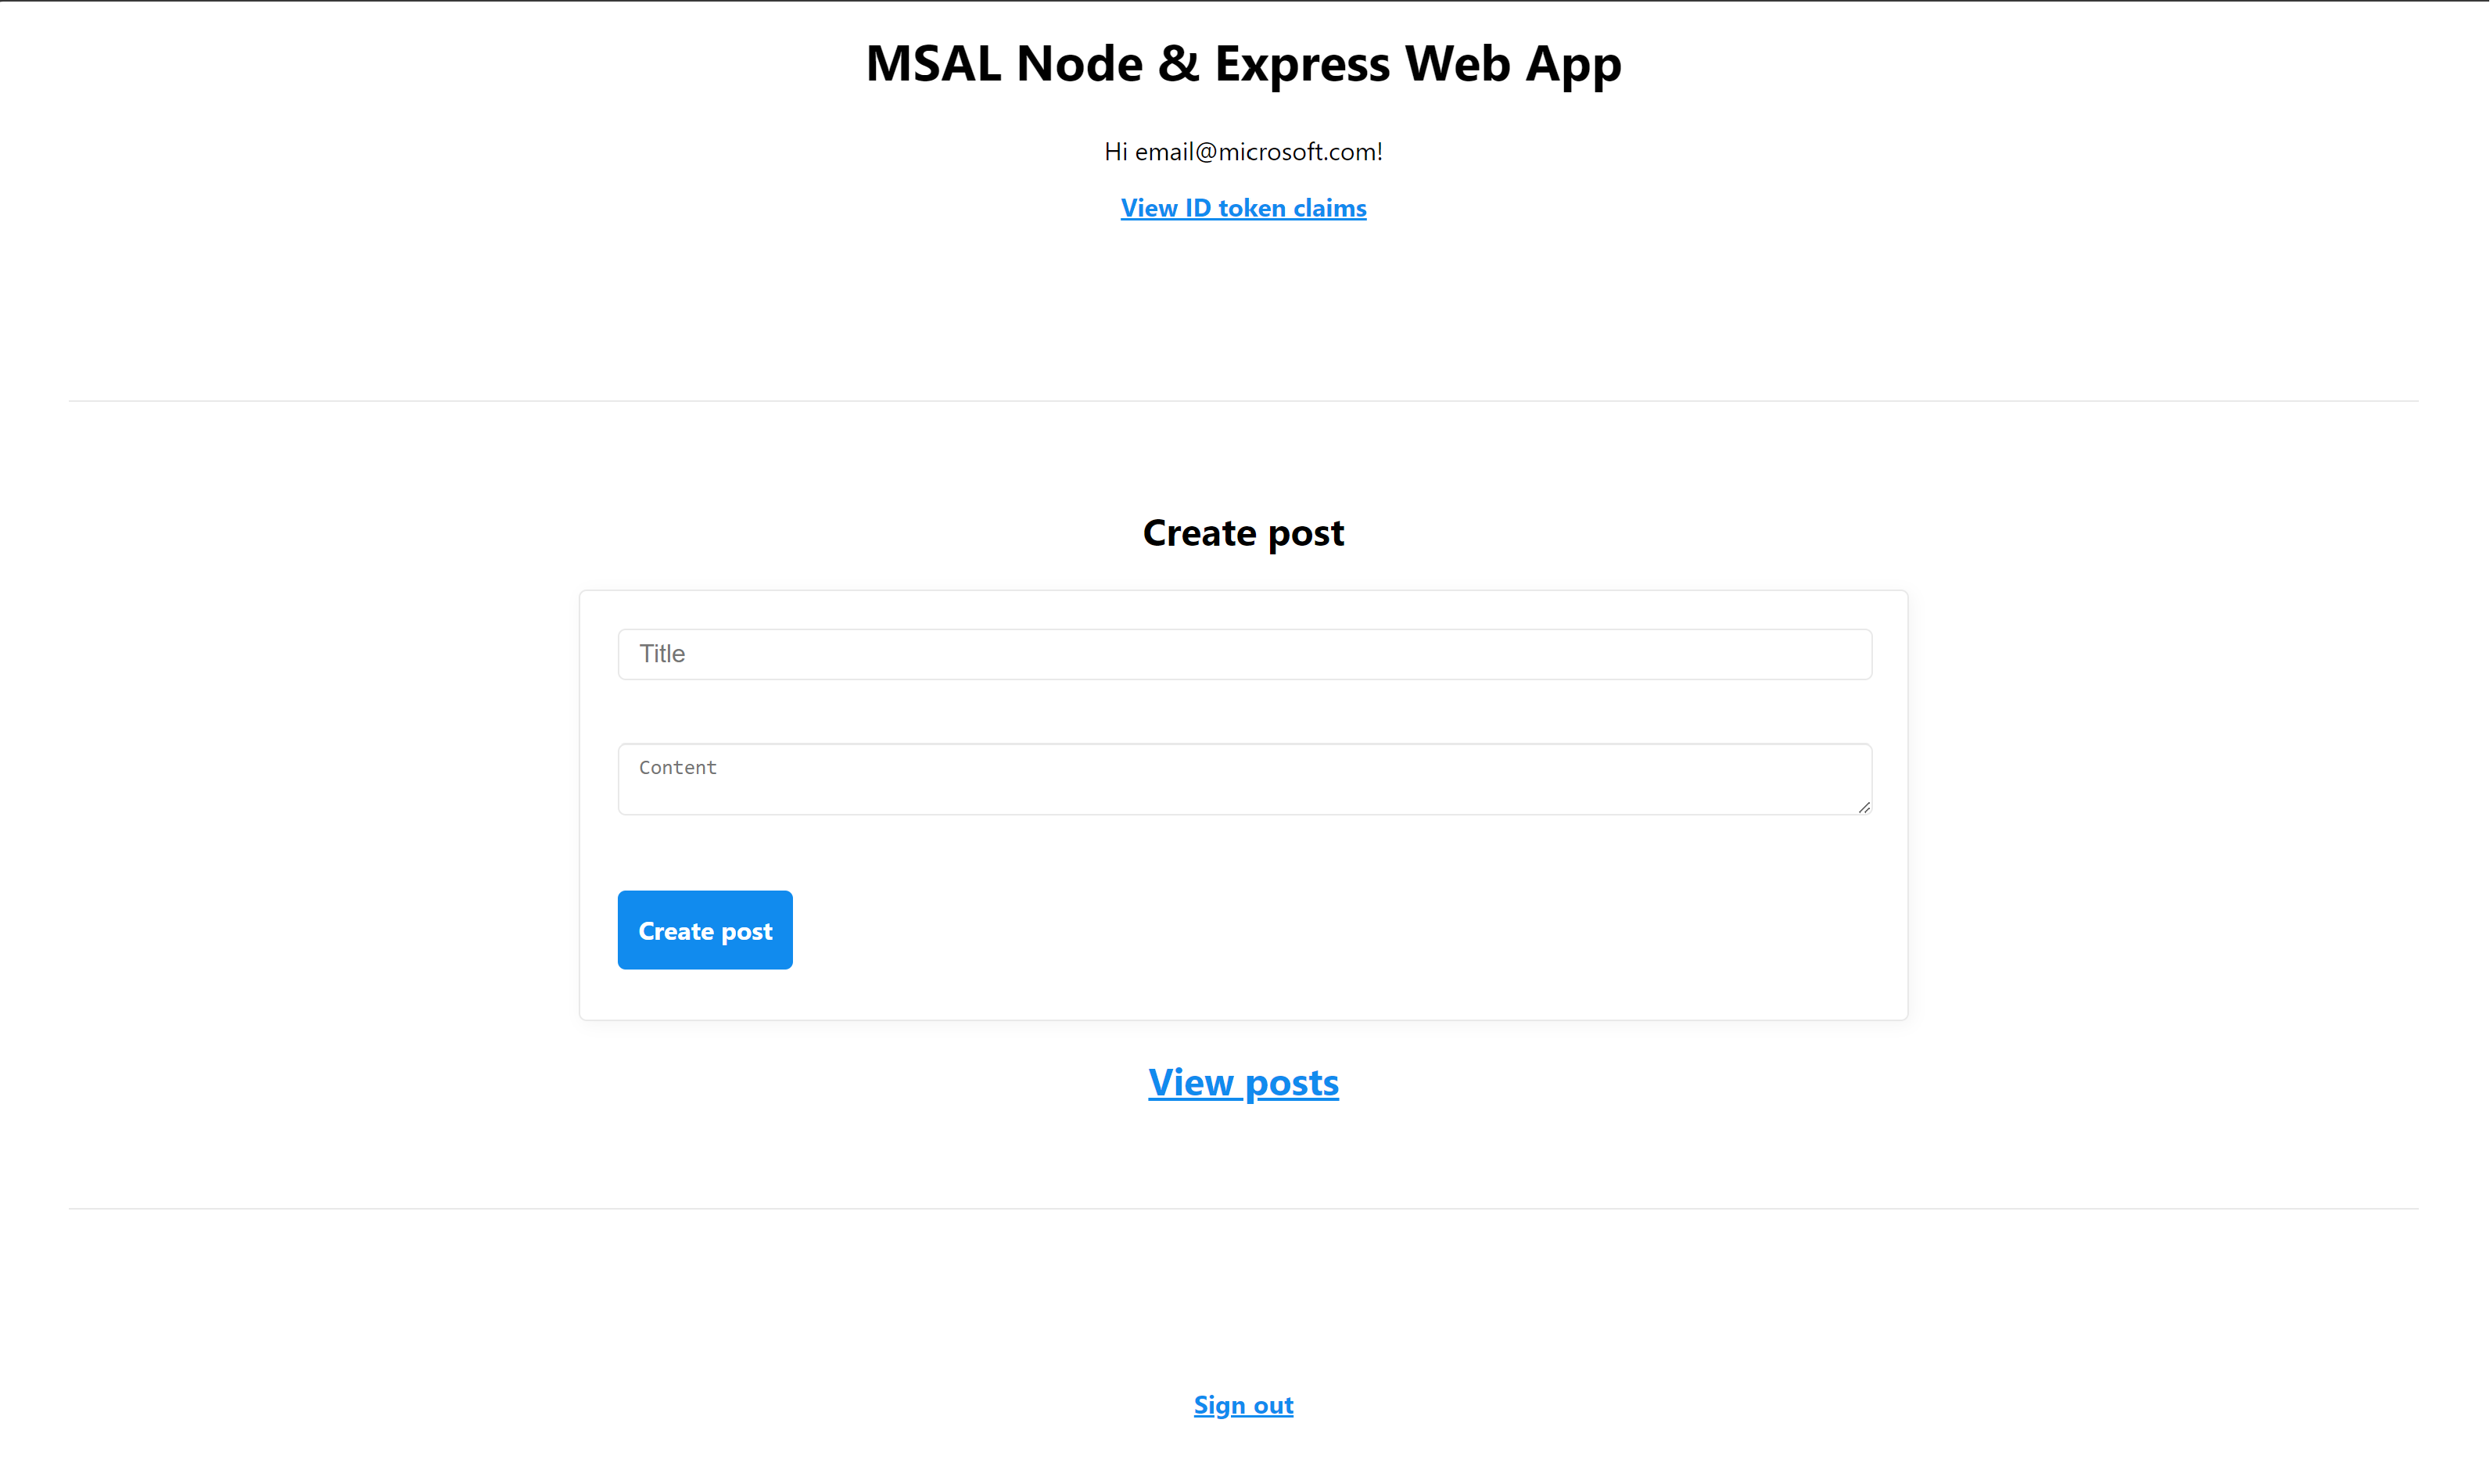 MSAL Node & Express Web App
Hi email@microsoft.com!
View ID token claims
Create post
Title
Content
Create post
View posts
Sign out